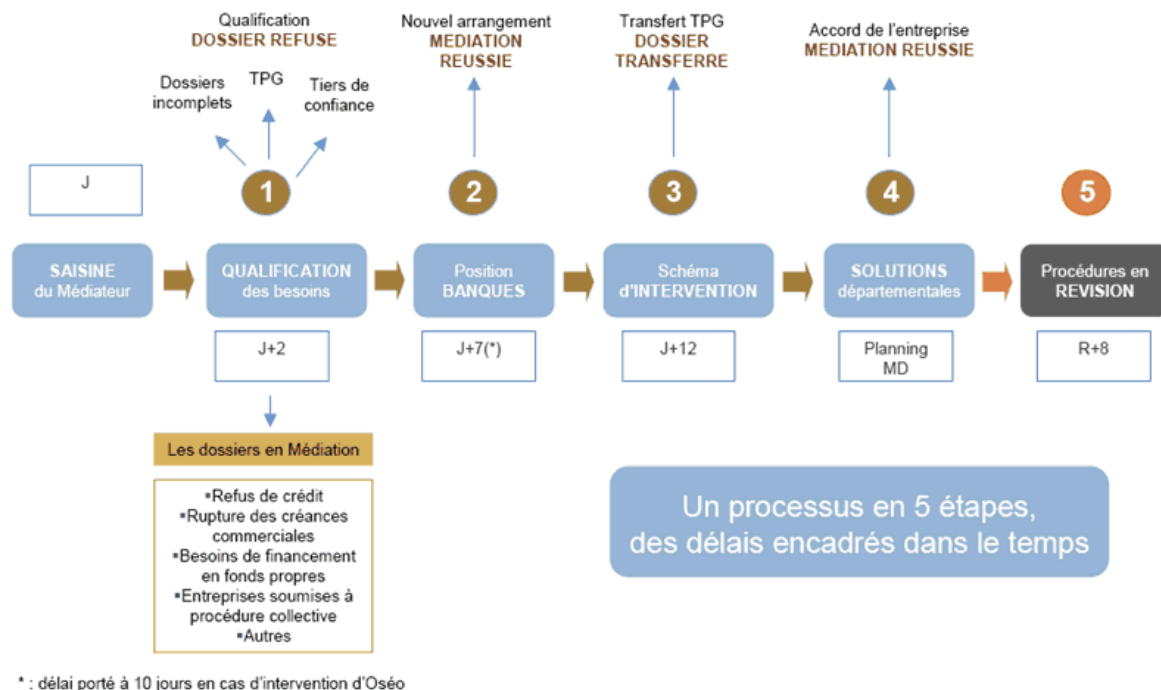 Qualification
DOSSIER REFUSE
Dossiers
incomplets
TPG
Tiers de
confiance
Nouvel arrangement
MEDIATION
REUSSIE
Transfert TPG
DOSSIER
TRANSFERRE
Accord de l'entreprise
MEDIATION REUSSIE
J
1
2
3
4
5
SAISINE
du Médiateur
QUALIFICATION
des besoins
Position
BANQUES
Schéma
d'INTERVENTION
SOLUTIONS
départementales
Procédures en
REVISION
J+2
J+7(*)
J+12
Planning
MD
R+8
Les dossiers en Médiation
▪Refus de crédit
▪Rupture des créances
commerciales
▪Besoins de financement
en fonds propres
▪Entreprises soumises à
procédure collective
▪Autres
Un processus en 5 étapes,
des délais encadrés dans le temps
* : délai porté à 10 jours en cas d'intervention d'Oséo